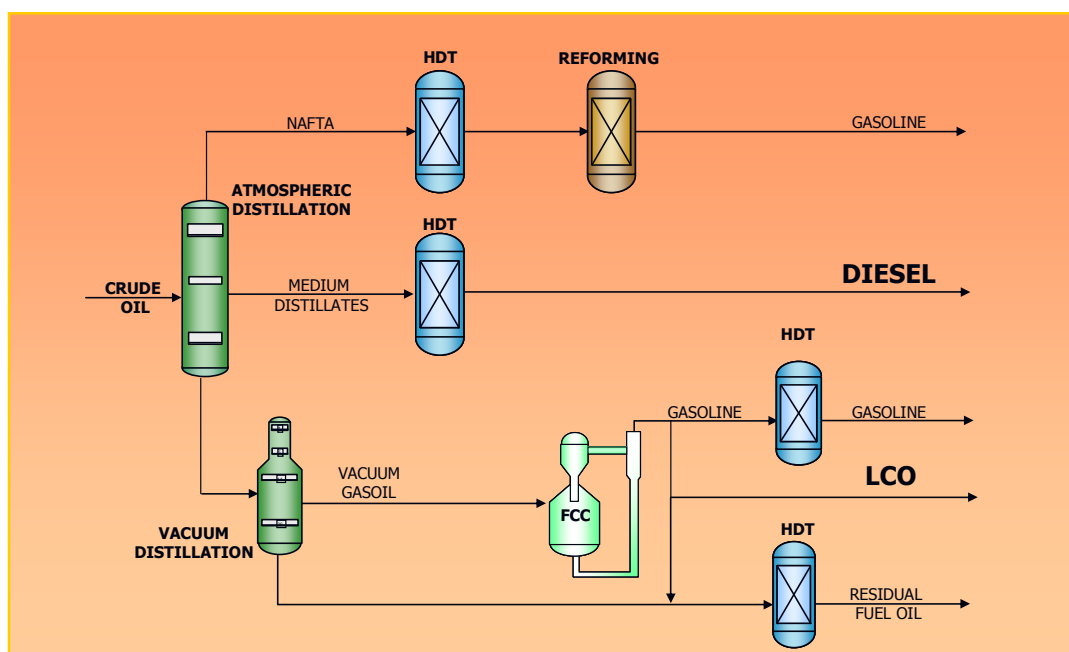 HDT
REFORMING
NAFTA
GASOLINE
ATMOSPHERIC
DISTILLATION
HDT
CRUDE
OIL
MEDIUM
DISTILLATES
DIESEL
HDT
GASOLINE
GASOLINE
VACUUM
GASOIL
LCO
FCC
VACUUM
DISTILLATION
HDT
RESIDUAL
FUEL OIL